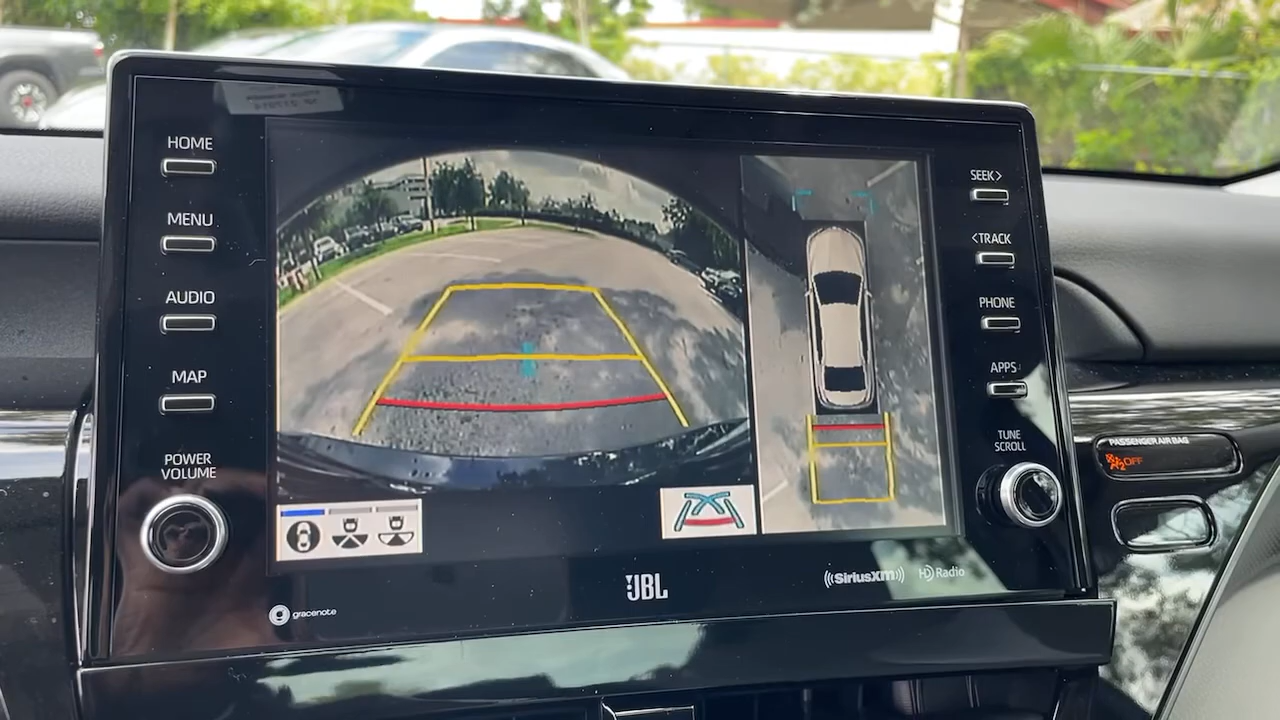 HOME
MENU
AUDIO
MAP
POWER
VOLUME
SEEK>
<TRACK
PHONE
APPS
TUNE
SCROLL
PASSENGER AIR BAG
OFF
JBL
((SiriusXM))
HD Radio
gracenote